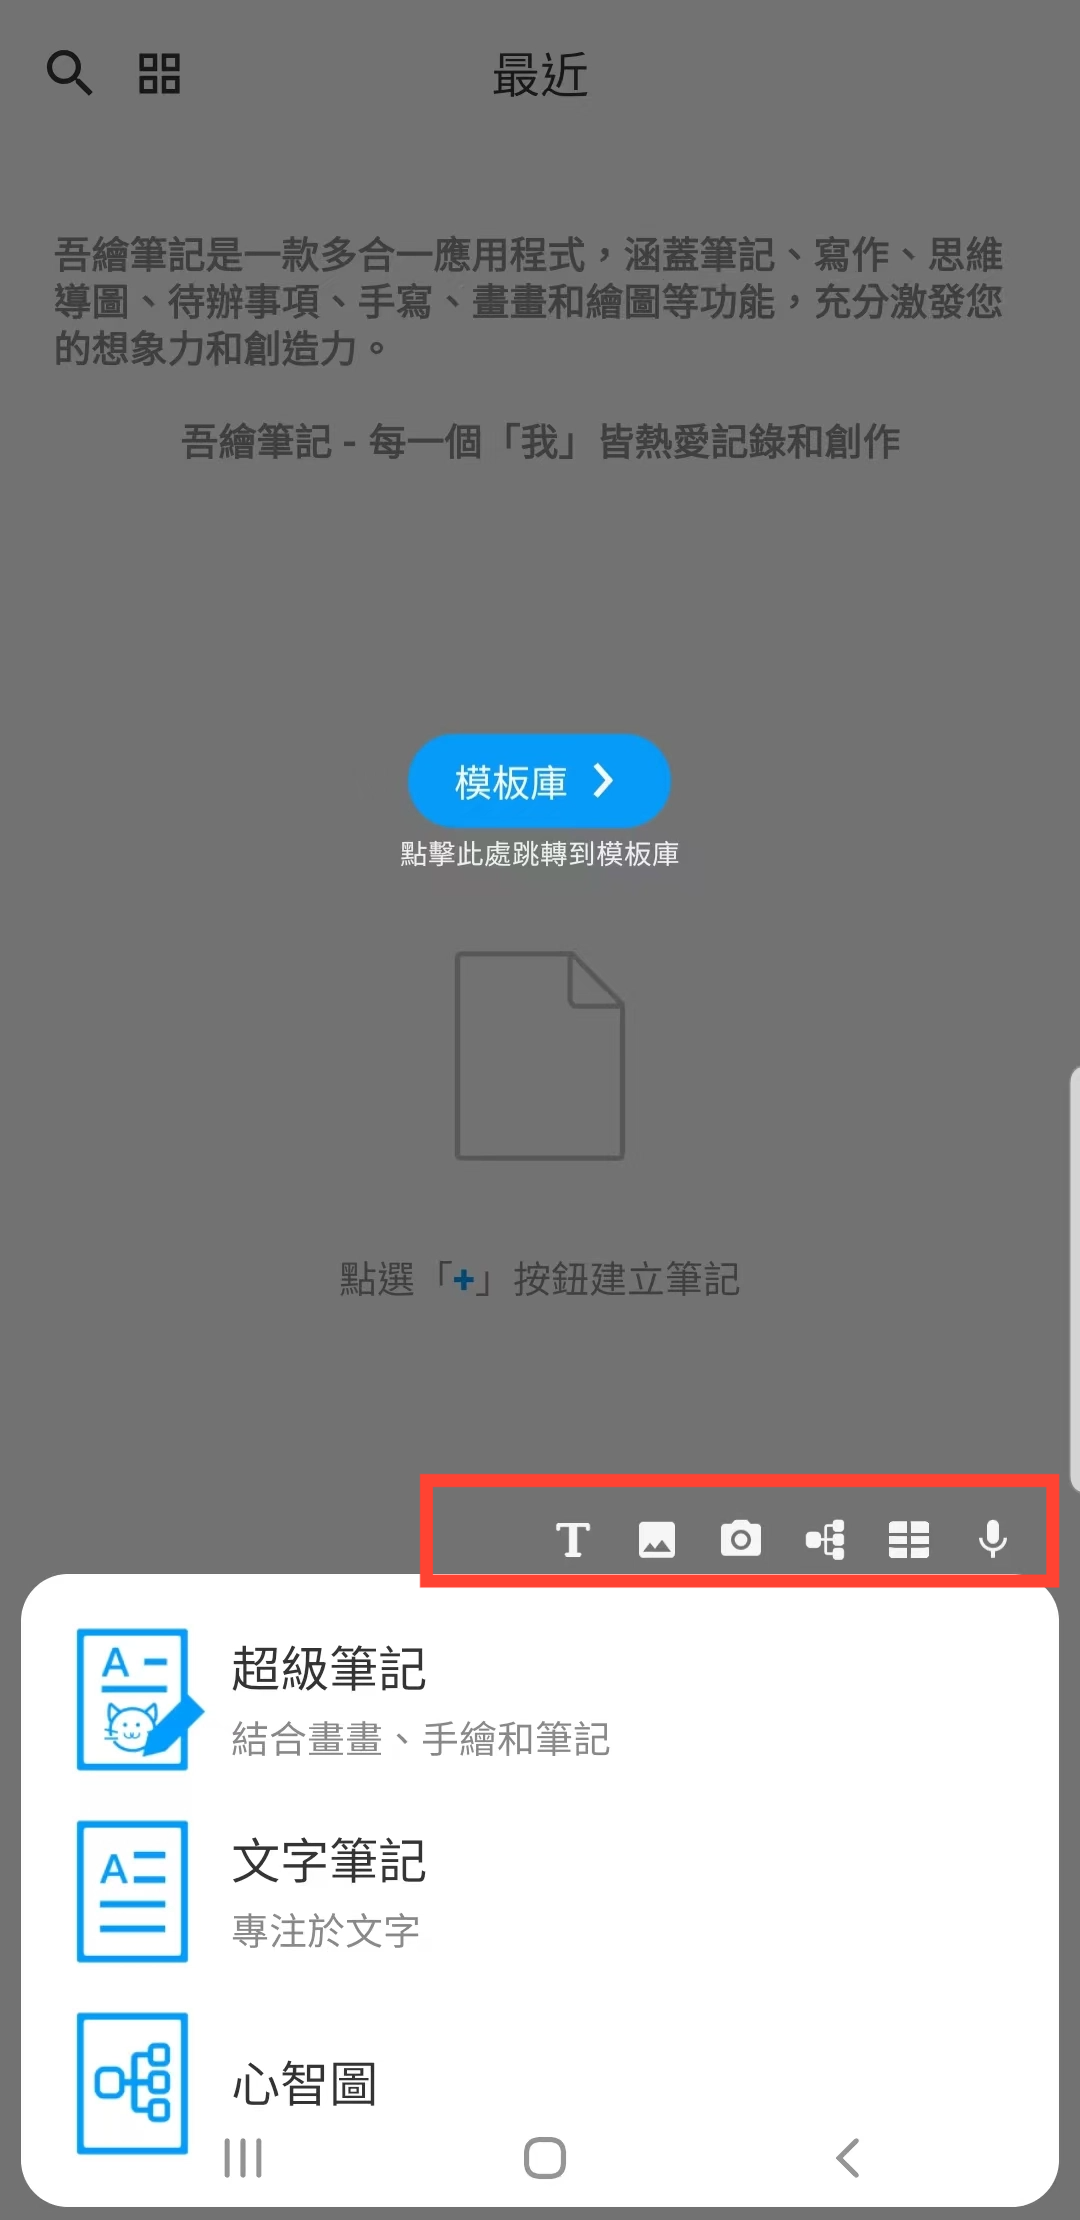 最近
吾繪筆記是一款多合一應用程式，涵蓋筆記、寫作、思維
導圖、待辦事項、手寫、畫畫和繪圖等功能，充分激發您
的想象力和創造力。
吾繪筆記 - 每一個「我」皆熱愛記錄和創作
模板庫
點擊此處跳轉到模板庫
點選「+」按鈕建立筆記
超級筆記
結合畫畫、手繪和筆記
文字筆記
專注於文字
心智圖